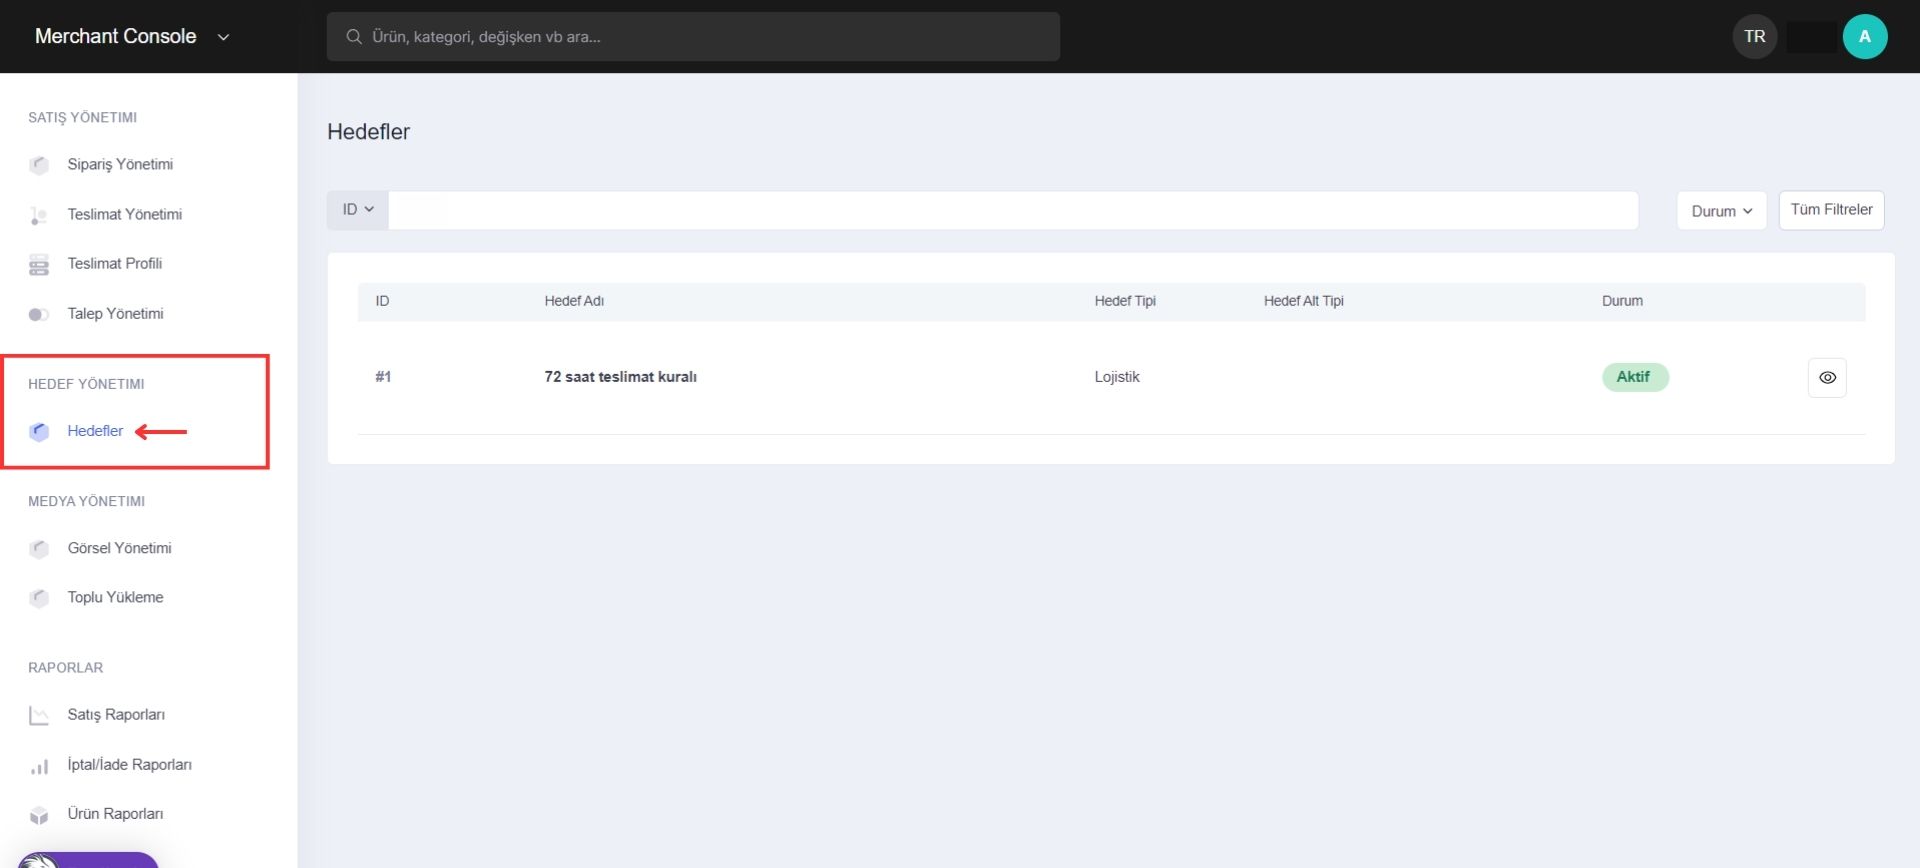 Merchant Console
Ürün, kategori, değişken vb ara...
TR
A
SATIŞ YÖNETIMI
Sipariş Yönetimi
Teslimat Yönetimi
Teslimat Profili
Talep Yönetimi
HEDEF YÖNETIMI
Hedefler
MEDYA YÖNETIMI
Görsel Yönetimi
Toplu Yükleme
RAPORLAR
Satış Raporları
İptal/İade Raporları
Ürün Raporları
Hedefler
ID
Durum
Tüm Filtreler
ID Hedef Adı Hedef Tipi Hedef Alt Tipi Durum
#1 72 saat teslimat kuralı Lojistik Aktif